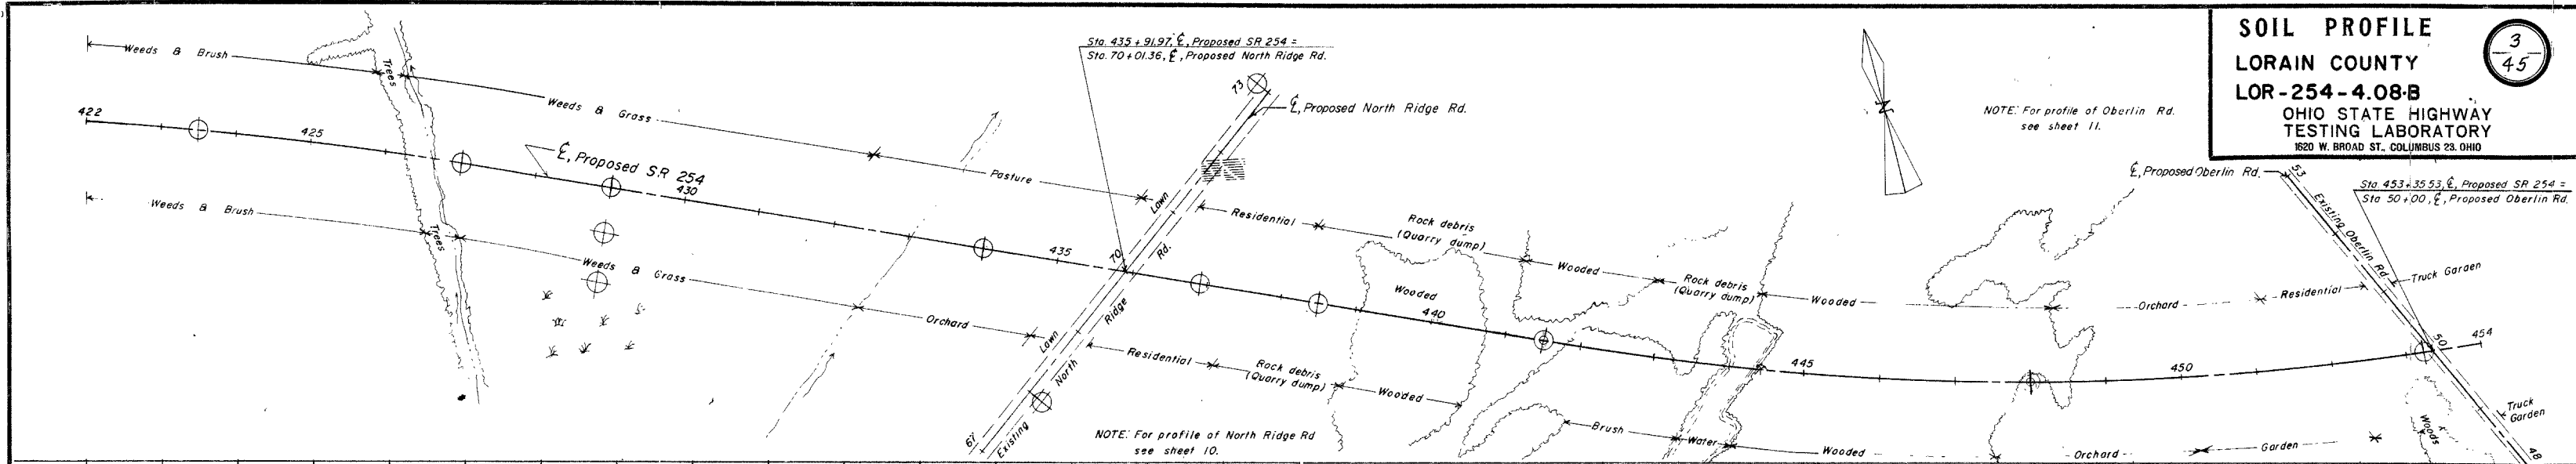 SOIL PROFILE
LORAIN COUNTY
LOR-254-4.08-B
OHIO STATE HIGHWAY
TESTING LABORATORY
1620 W. BROAD ST., COLUMBUS 23, OHIO
3
45
Weeds & Brush
Trees
Weeds & Grass
Sta. 435+91.97, ℄, Proposed SR 254 =
Sta. 70+01.36, ℄, Proposed North Ridge Rd.
73
℄, Proposed North Ridge Rd.
NOTE: For profile of Oberlin Rd.
see sheet 11.
422
425
℄, Proposed S.R 254
430
Pasture
Lawn
Residential
Rock debris
(Quarry dump)
Wooded
Rock debris
(Quarry dump)
Wooded
Orchard
Residential
℄, Proposed Oberlin Rd.
53
Existing Oberlin Rd.
Sta. 453+35.53, ℄, Proposed SR 254 =
Sta 50+00, ℄, Proposed Oberlin Rd.
Truck Garden
Weeds & Brush
Trees
Weeds & Grass
435
70
Wooded
440
445
450
50
454
Orchard
Lawn
Existing North Ridge Rd.
67
Residential
Rock debris
(Quarry dump)
Wooded
Brush
Water
Wooded
Orchard
Garden
Woods
Truck
Garden
48
NOTE: For profile of North Ridge Rd
see sheet 10.